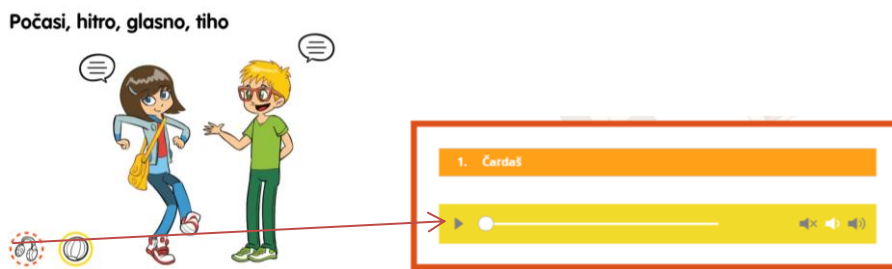 Počasi, hitro, glasno, tiho
1. Čardaš